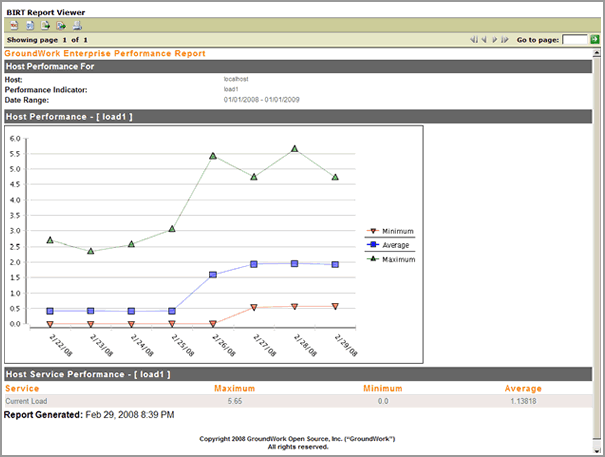 BIRT Report Viewer
Showing page 1 of 1
Go to page:
GroundWork Enterprise Performance Report
Host Performance For
Host: localhost
Performance Indicator: load1
Date Range: 01/01/2008 - 01/01/2009
Host Performance - [ load1 ]
6.0
5.5
5.0
4.5
4.0
3.5
3.0
2.5
2.0
1.5
1.0
0.5
0.0
Minimum
Average
Maximum
2/22/08
2/23/08
2/24/08
2/25/08
2/26/08
2/27/08
2/28/08
2/29/08
Host Service Performance - [ load1 ]
Service Maximum Minimum Average
Current Load 5.65 0.0 1.13818
Report Generated: Feb 29, 2008 8:39 PM
Copyright 2008 GroundWork Open Source, Inc. ("GroundWork")
All rights reserved.